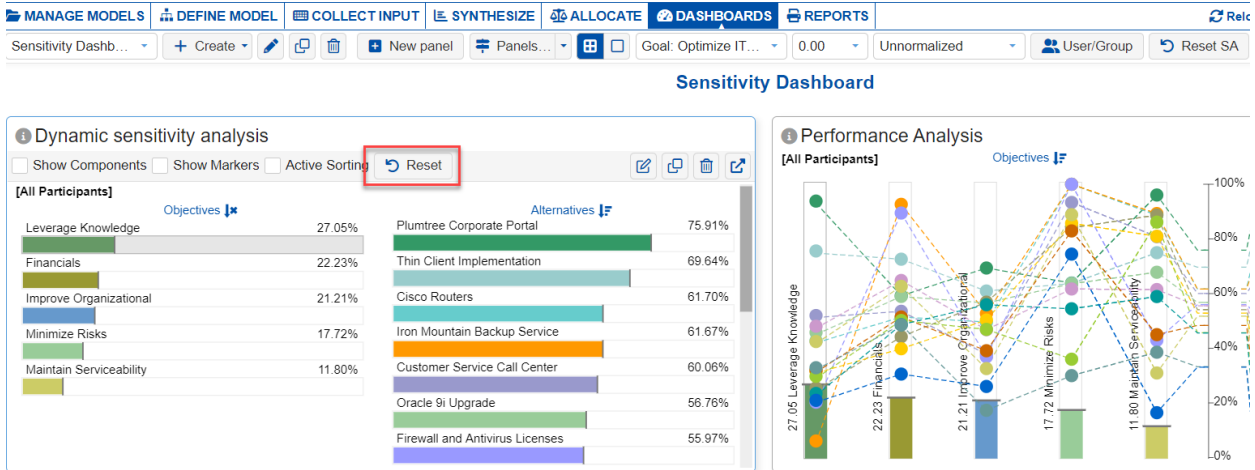 MANAGE MODELS DEFINE MODEL COLLECT INPUT SYNTHESIZE ALLOCATE DASHBOARDS REPORTS Relo
Sensitivity Dashb... + Create New panel Panels... Goal: Optimize IT... 0.00 Unnormalized User/Group Reset SA
Sensitivity Dashboard
Dynamic sensitivity analysis
Show Components Show Markers Active Sorting Reset
[All Participants]
Objectives
Leverage Knowledge 27.05%
Financials 22.23%
Improve Organizational 21.21%
Minimize Risks 17.72%
Maintain Serviceability 11.80%
Alternatives
Plumtree Corporate Portal 75.91%
Thin Client Implementation 69.64%
Cisco Routers 61.70%
Iron Mountain Backup Service 61.67%
Customer Service Call Center 60.06%
Oracle 9i Upgrade 56.76%
Firewall and Antivirus Licenses 55.97%
Performance Analysis
[All Participants]
Objectives
27.05 Leverage Knowledge
22.23 Financials
21.21 Improve Organizational
17.72 Minimize Risks
11.80 Maintain Serviceability
100%
80%
60%
40%
20%
0%